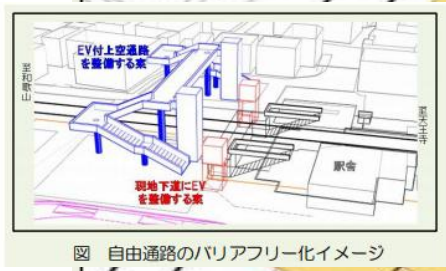 EV付上空通路
を整備する案
至和歌山
至天王寺
駅舎
現地下道にEV
を整備する案
図　自由通路のバリアフリー化イメージ